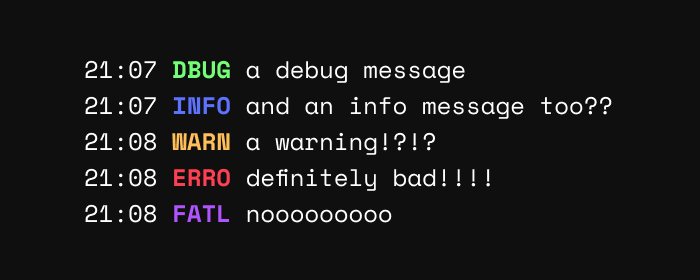 21:07 DBUG a debug message
21:07 INFO and an info message too??
21:08 WARN a warning!?!?
21:08 ERRO definitely bad!!!!
21:08 FATL nooooooooo